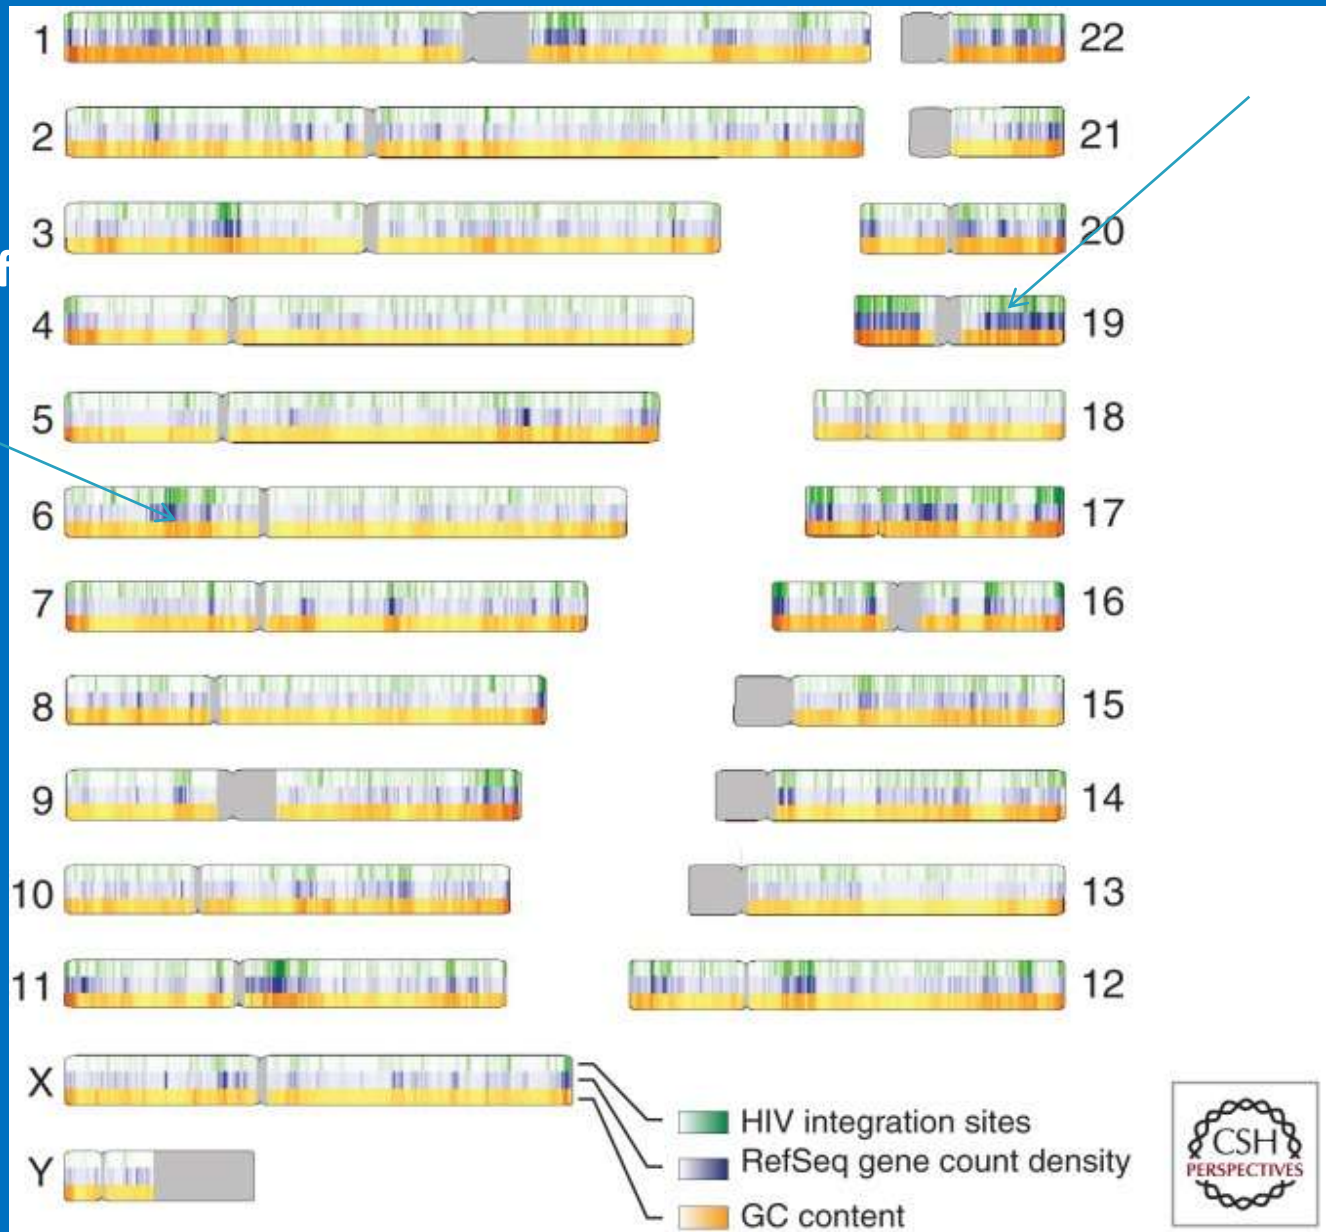 1 22
2 21
3 20
f
4 19
5 18
6 17
7 16
8 15
9 14
10 13
11 12
X
HIV integration sites
RefSeq gene count density
Y
GC content
CSH
PERSPECTIVES